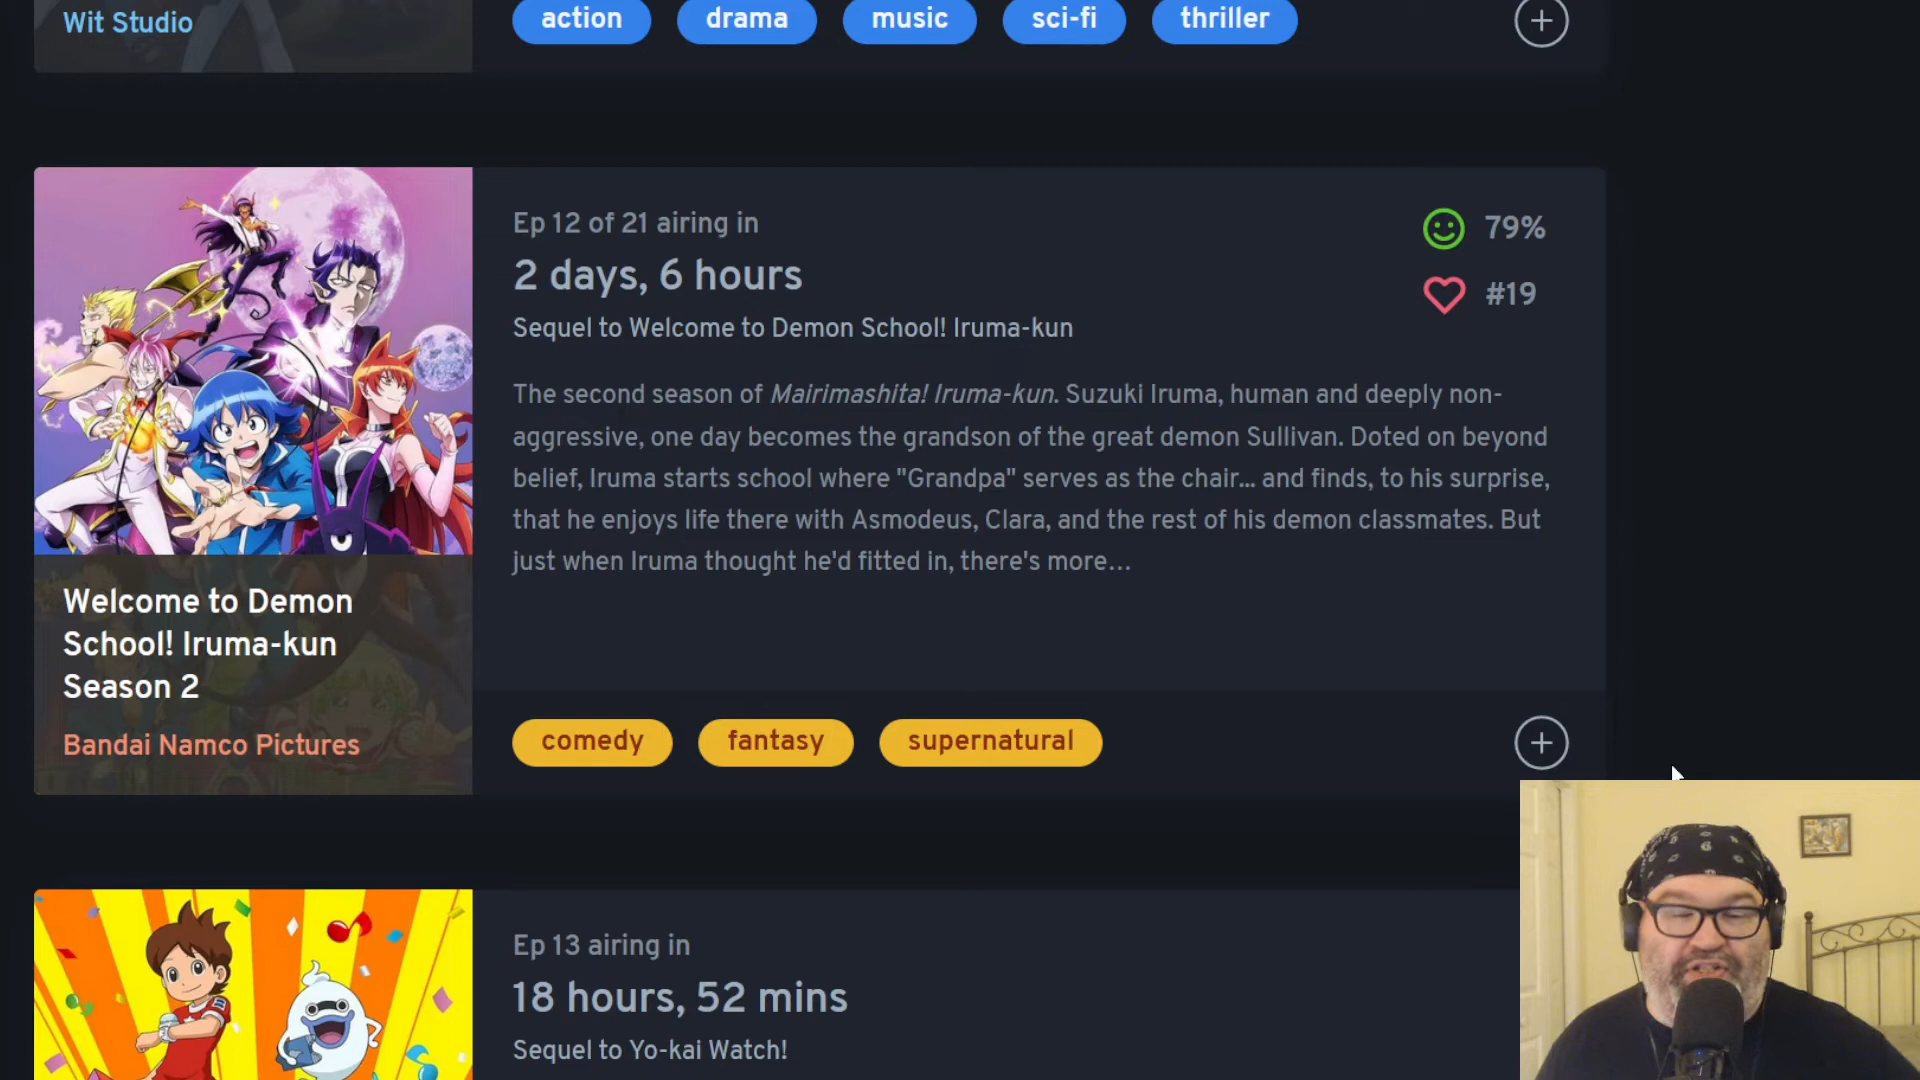 Wit Studio
action drama music sci-fi thriller
Ep 12 of 21 airing in
79%
2 days, 6 hours
#19
Sequel to Welcome to Demon School! Iruma-kun
The second season of Mairimashita! Iruma-kun. Suzuki Iruma, human and deeply non-
aggressive, one day becomes the grandson of the great demon Sullivan. Doted on beyond
belief, Iruma starts school where "Grandpa" serves as the chair... and finds, to his surprise,
that he enjoys life there with Asmodeus, Clara, and the rest of his demon classmates. But
just when Iruma thought he'd fitted in, there's more…
Welcome to Demon
School! Iruma-kun
Season 2
Bandai Namco Pictures
comedy fantasy supernatural
Ep 13 airing in
18 hours, 52 mins
Sequel to Yo-kai Watch!